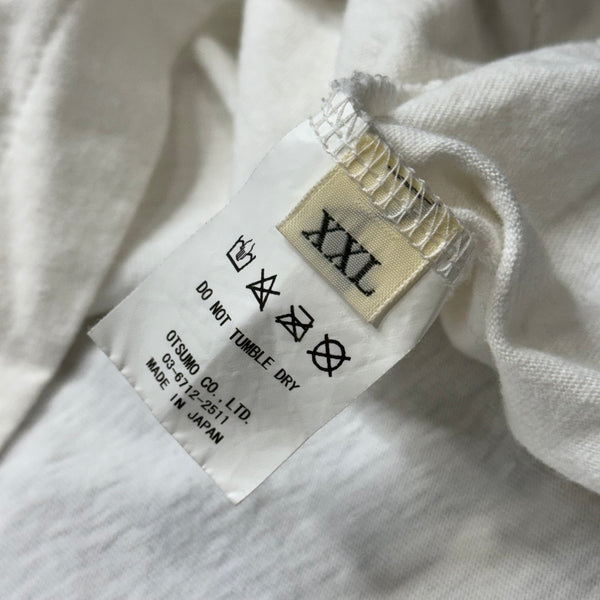 XXL
DO NOT TUMBLE DRY
OTSUMO CO., LTD.
03-6712-2511
MADE IN JAPAN